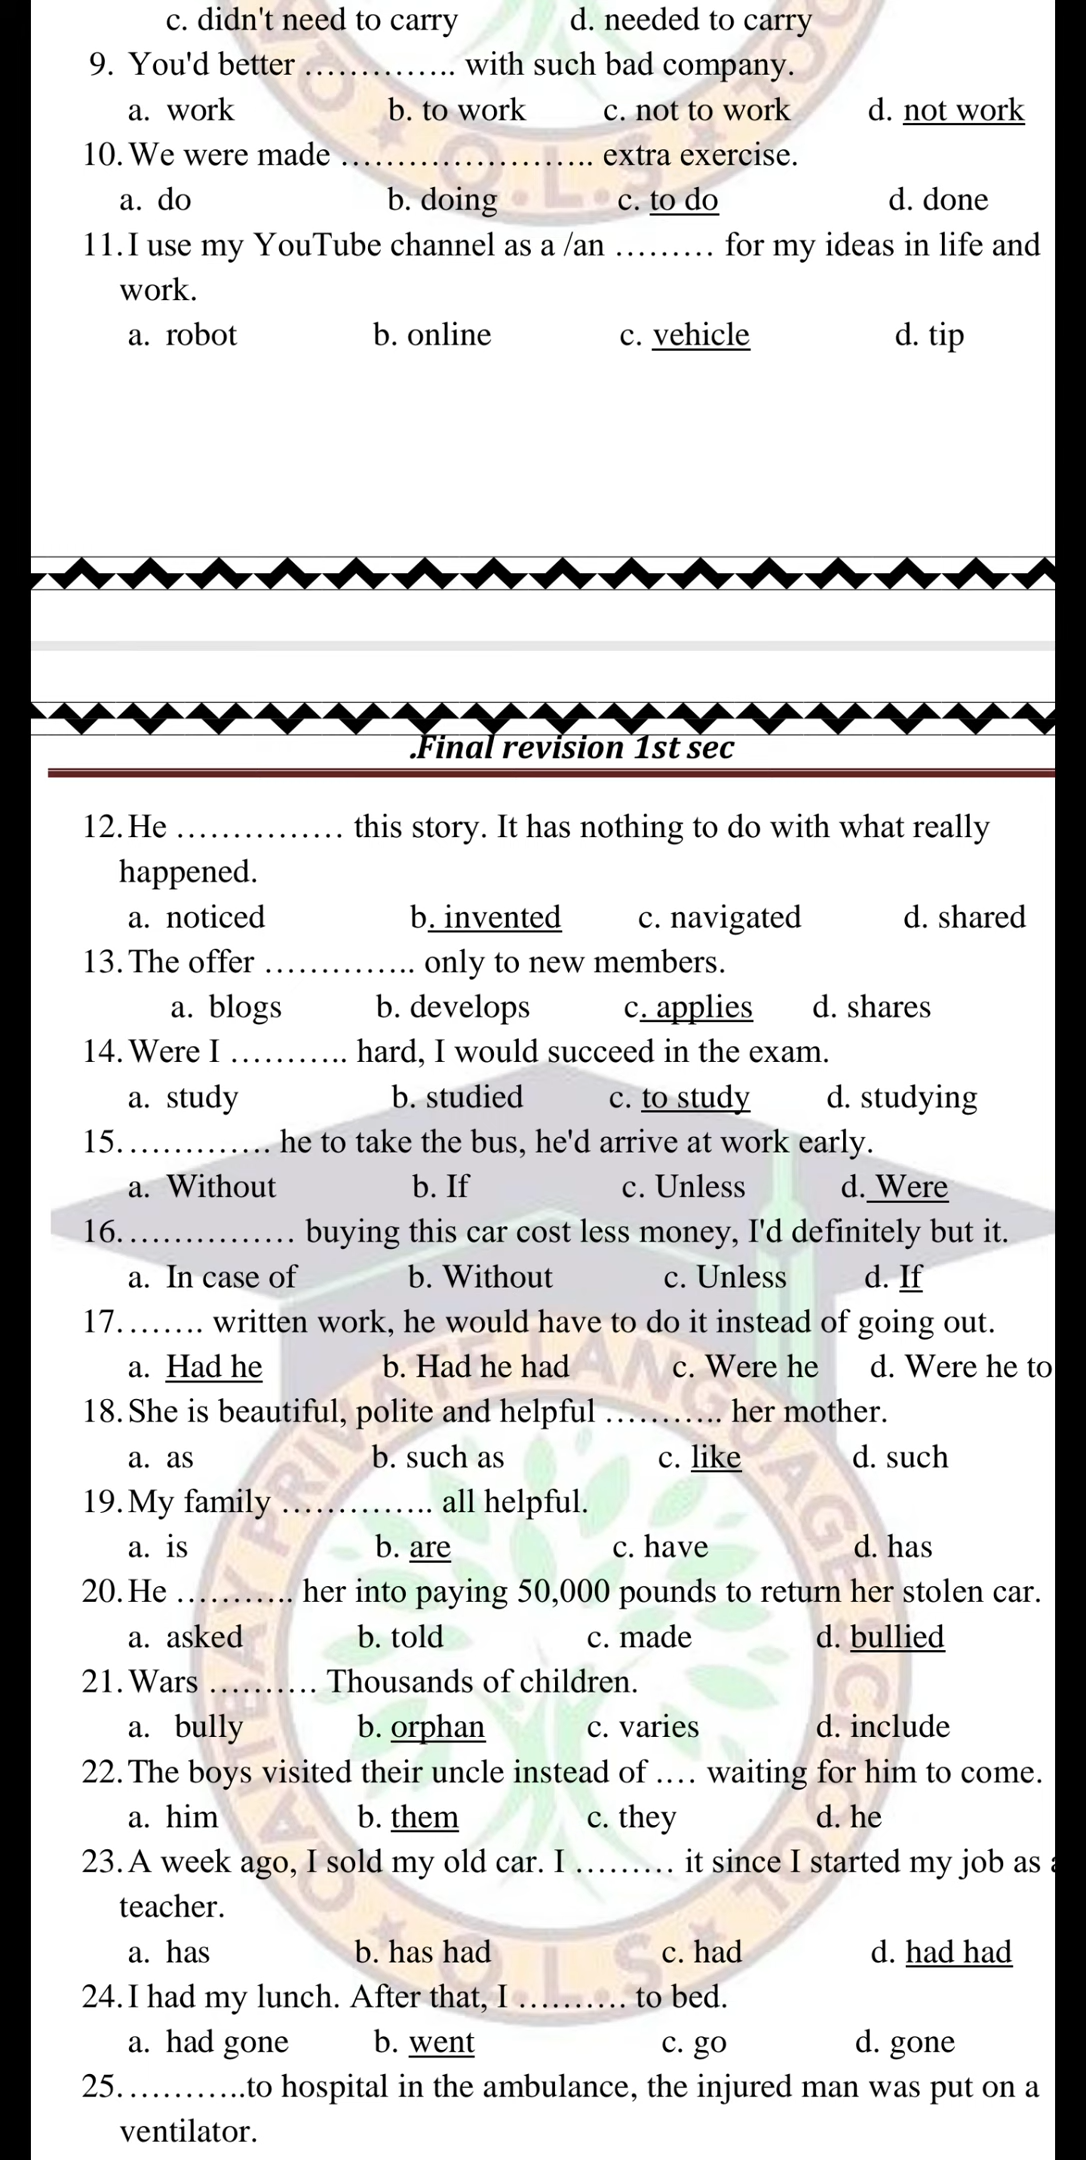 c. didn't need to carry d. needed to carry
9. You'd better .............. with such bad company.
a. work b. to work c. not to work d. not work
10. We were made ....................... extra exercise.
a. do b. doing c. to do d. done
11. I use my YouTube channel as a /an ......... for my ideas in life and
work.
a. robot b. online c. vehicle d. tip
.Final revision 1st sec
12. He ............... this story. It has nothing to do with what really
happened.
a. noticed b. invented c. navigated d. shared
13. The offer .............. only to new members.
a. blogs b. develops c. applies d. shares
14. Were I ........... hard, I would succeed in the exam.
a. study b. studied c. to study d. studying
15. .............. he to take the bus, he'd arrive at work early.
a. Without b. If c. Unless d. Were
16. ................ buying this car cost less money, I'd definitely but it.
a. In case of b. Without c. Unless d. If
17. ........ written work, he would have to do it instead of going out.
a. Had he b. Had he had c. Were he d. Were he to
18. She is beautiful, polite and helpful ........... her mother.
a. as b. such as c. like d. such
19. My family .............. all helpful.
a. is b. are c. have d. has
20. He ........... her into paying 50,000 pounds to return her stolen car.
a. asked b. told c. made d. bullied
21. Wars .......... Thousands of children.
a. bully b. orphan c. varies d. include
22. The boys visited their uncle instead of .... waiting for him to come.
a. him b. them c. they d. he
23. A week ago, I sold my old car. I ......... it since I started my job as a
teacher.
a. has b. has had c. had d. had had
24. I had my lunch. After that, I .......... to bed.
a. had gone b. went c. go d. gone
25. ............to hospital in the ambulance, the injured man was put on a
ventilator.
QAITBAY PRIVATE LANGUAGE SCHOOL
Q.L.S